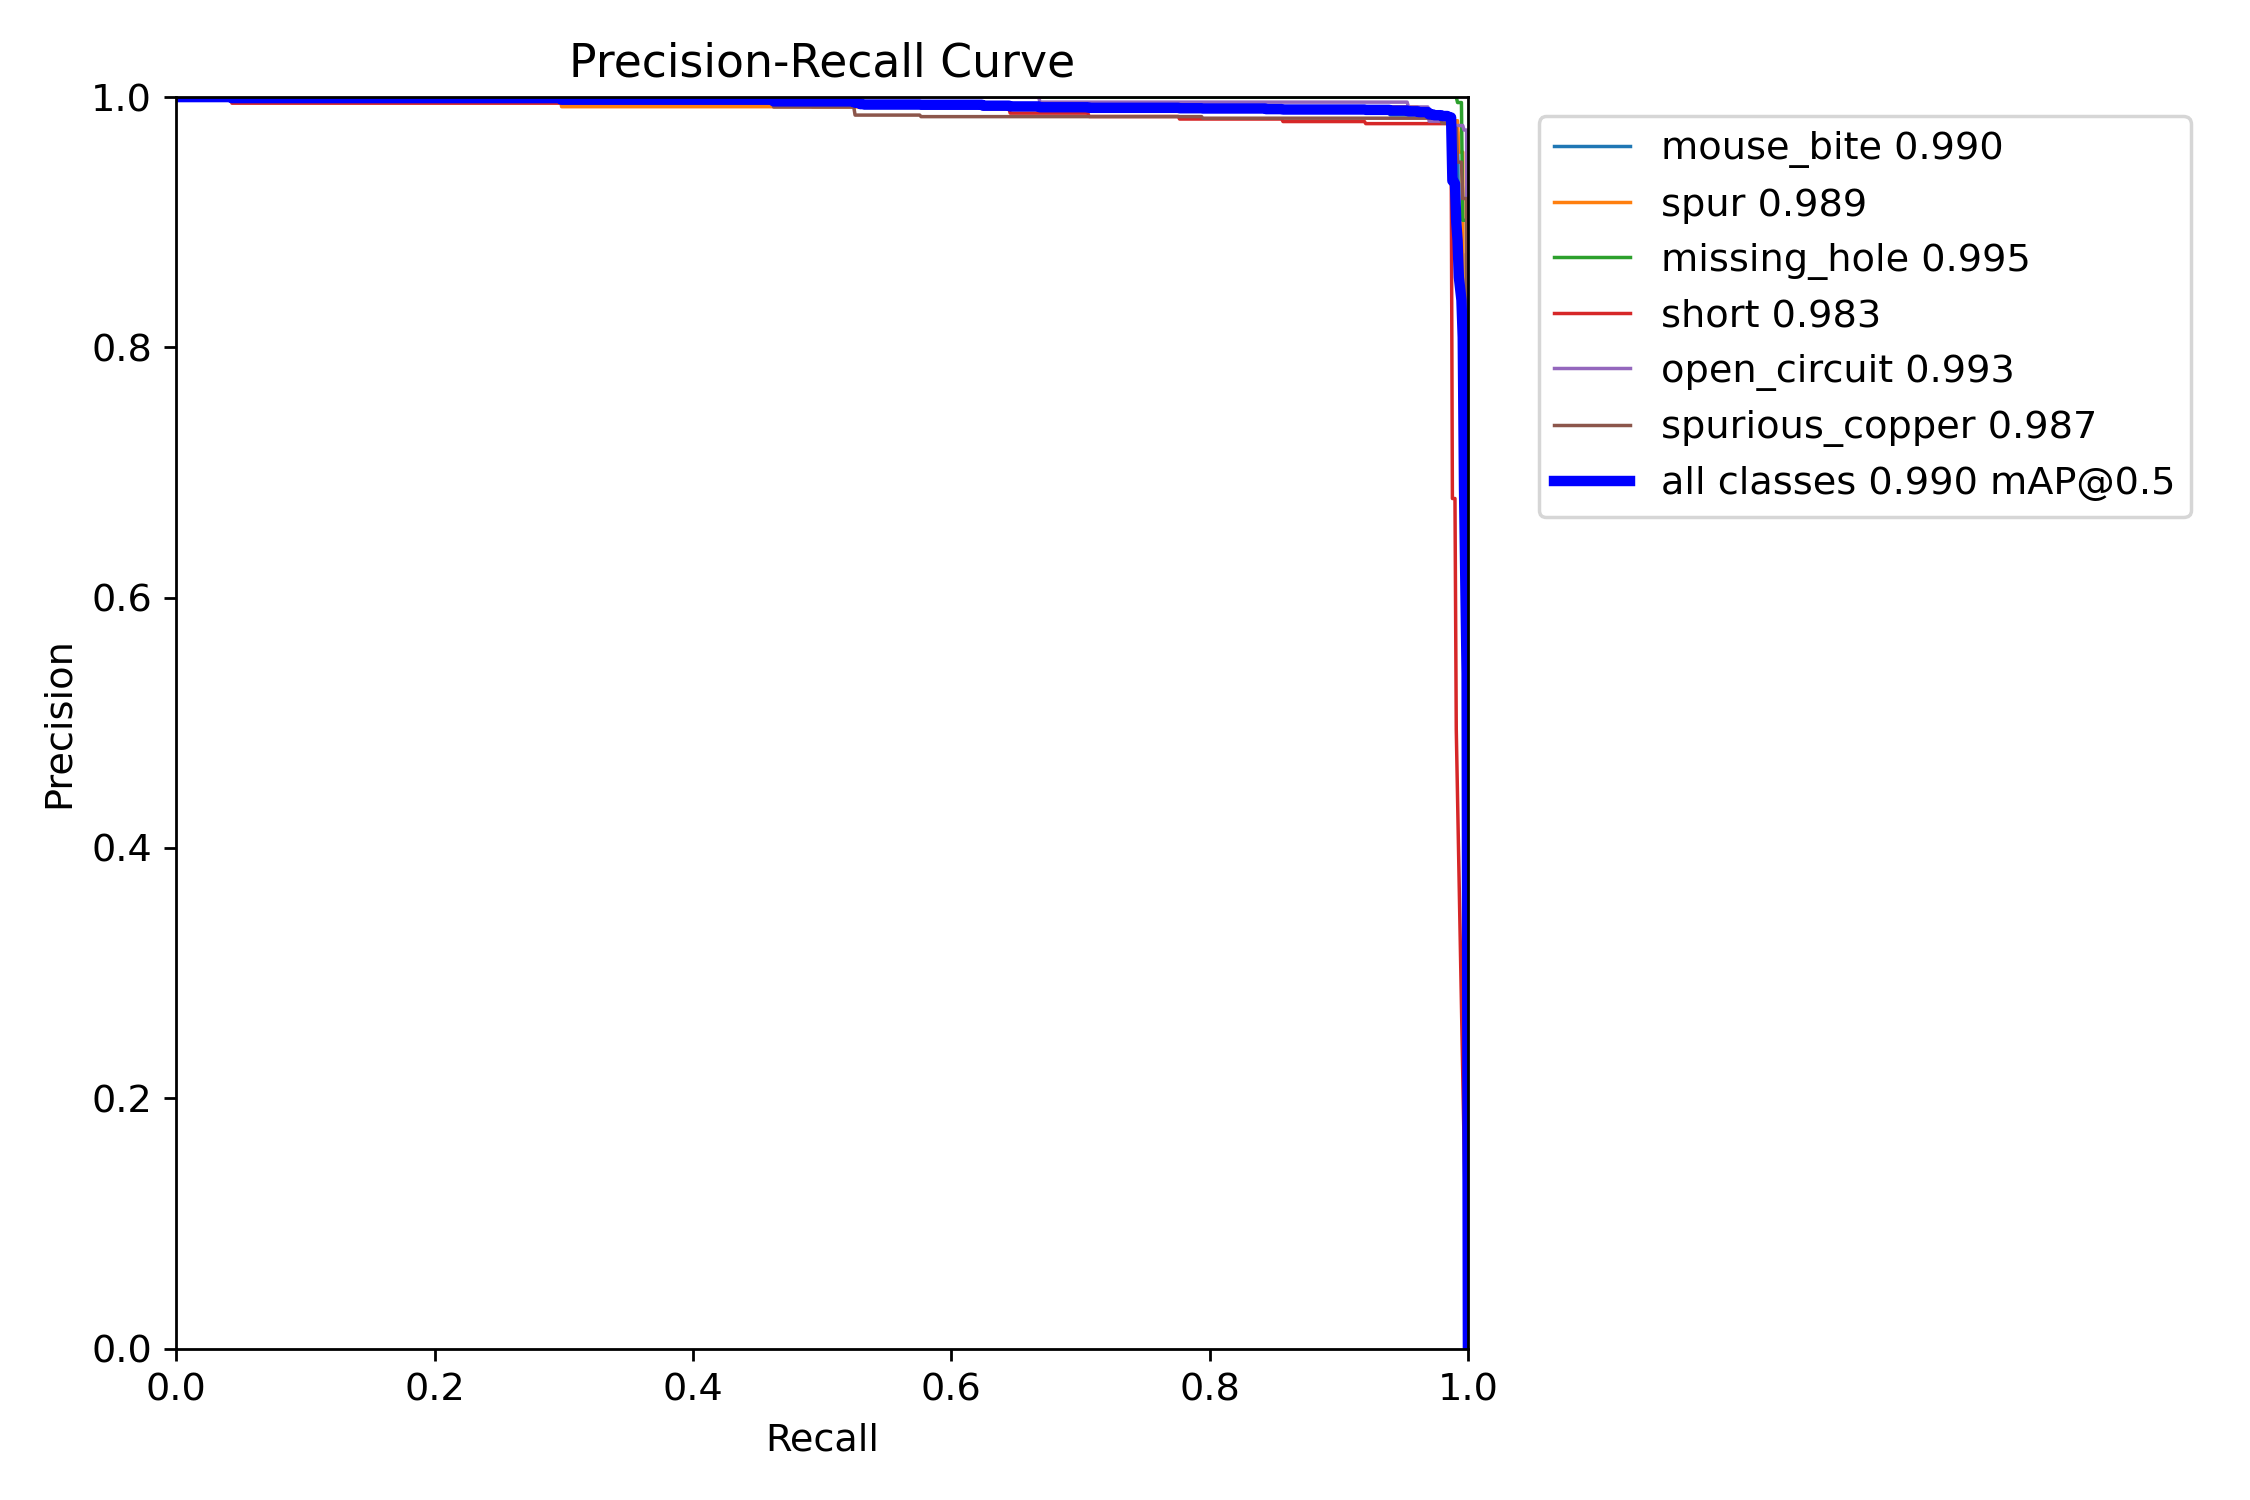 Precision-Recall Curve
1.0
0.8
0.6
0.4
0.2
0.0
Precision
0.0 0.2 0.4 0.6 0.8 1.0
Recall
mouse_bite 0.990
spur 0.989
missing_hole 0.995
short 0.983
open_circuit 0.993
spurious_copper 0.987
all classes 0.990 mAP@0.5